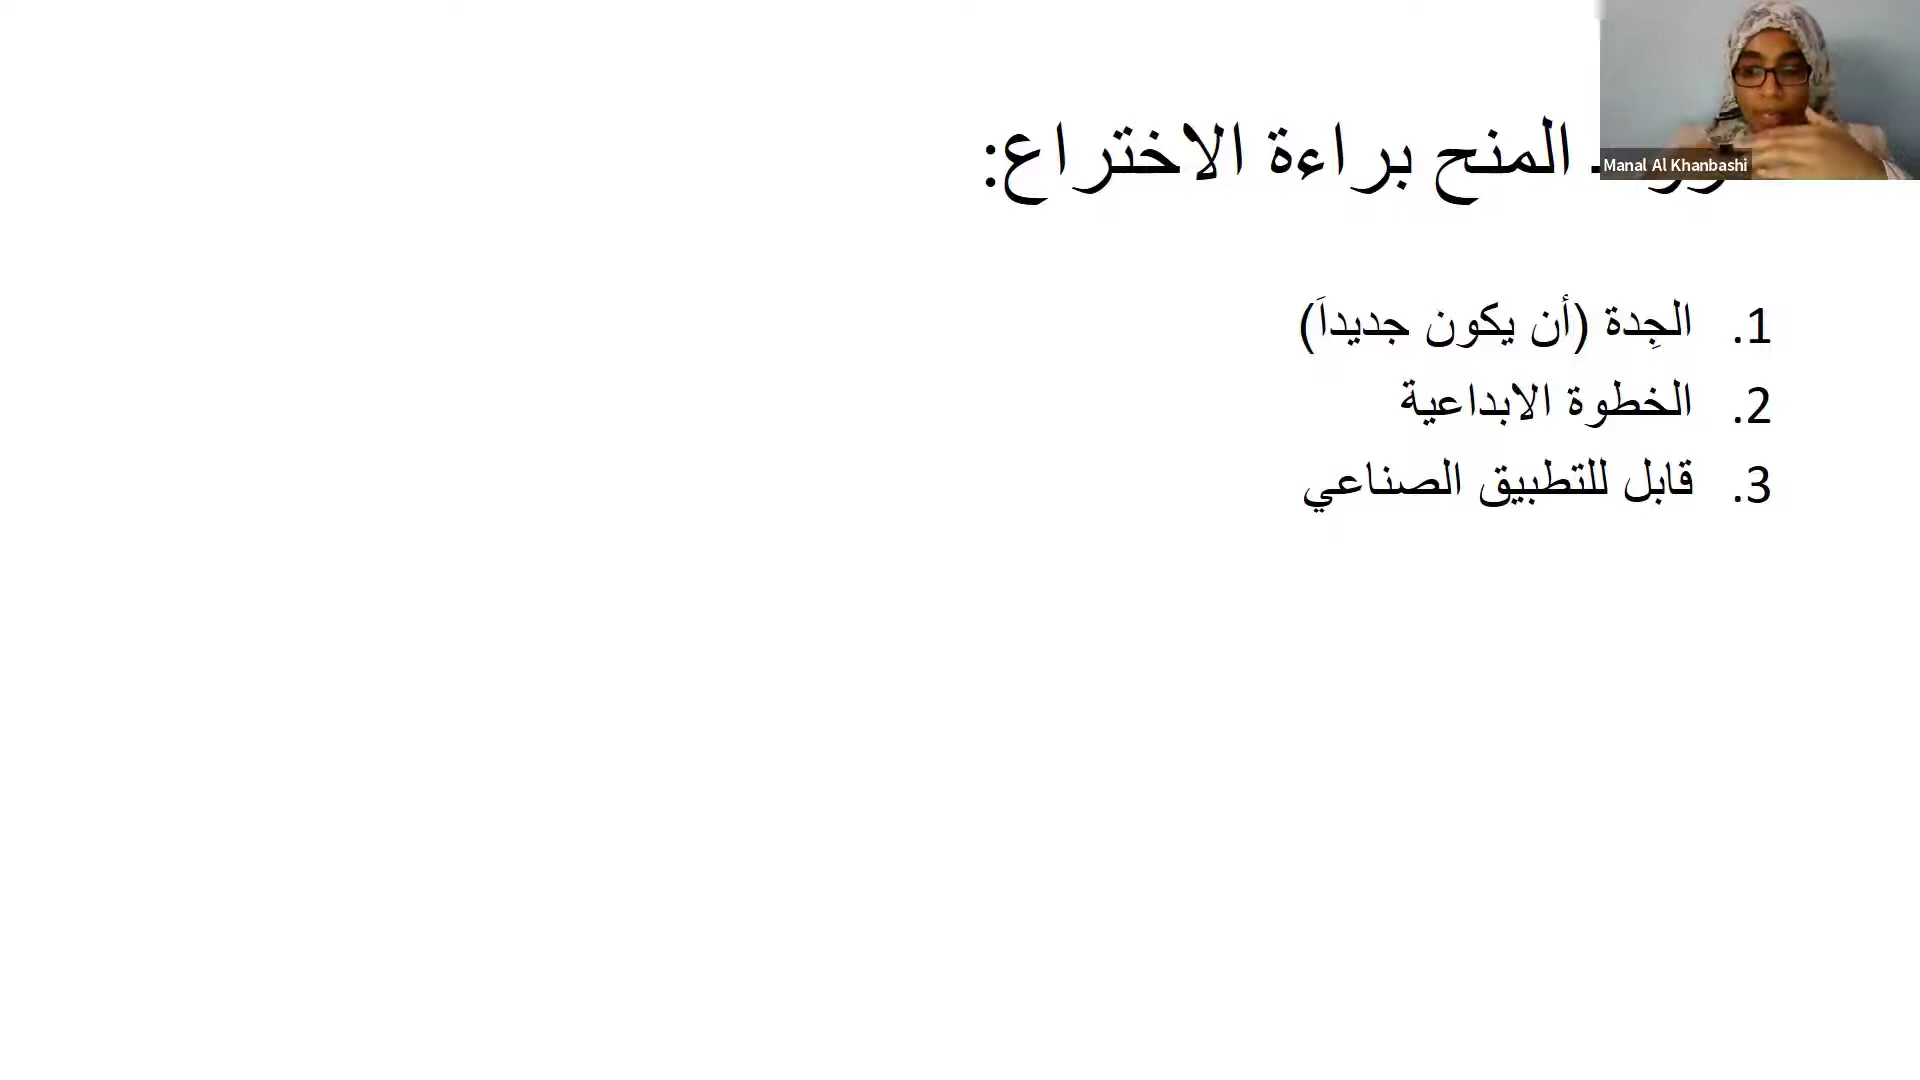 المنح براءة الاختراع:
Manal Al Khanbashi
1. الجِدة (أن يكون جديداَ)
2. الخطوة الابداعية
3. قابل للتطبيق الصناعي